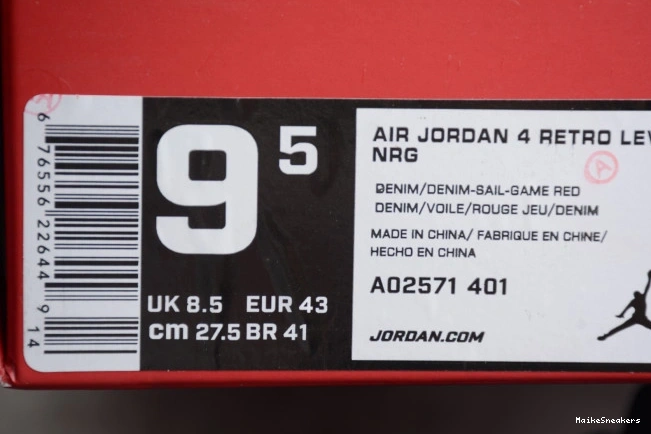 6 76556 22644 9 14
9 5
UK 8.5 EUR 43
cm 27.5 BR 41
AIR JORDAN 4 RETRO LEV
NRG
DENIM/DENIM-SAIL-GAME RED
DENIM/VOILE/ROUGE JEU/DENIM
MADE IN CHINA/ FABRIQUE EN CHINE/
HECHO EN CHINA
AO2571 401
JORDAN.COM
A
MaikeSneakers